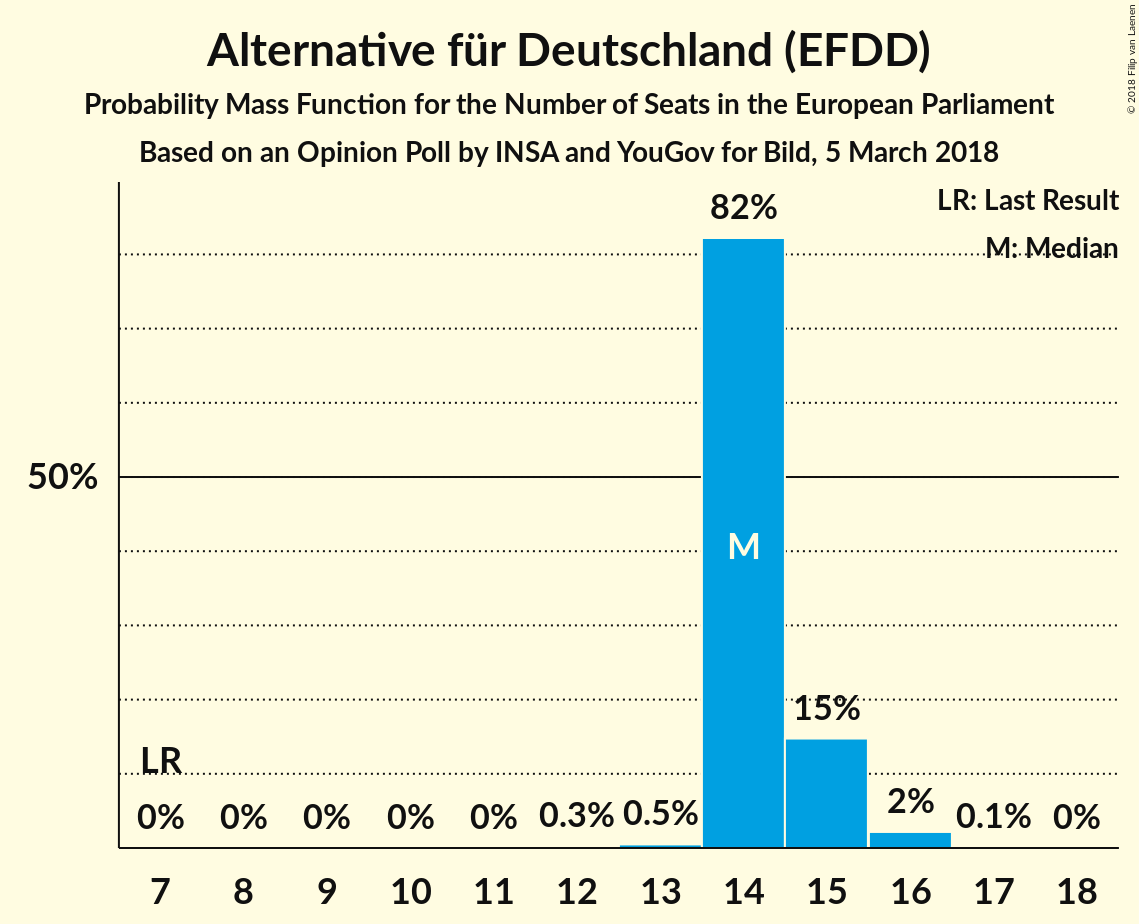 Alternative für Deutschland (EFDD)
Probability Mass Function for the Number of Seats in the European Parliament
Based on an Opinion Poll by INSA and YouGov for Bild, 5 March 2018
© 2018 Filip van Laenen
LR: Last Result
M: Median
82%
50%
M
15%
LR
0% 0% 0% 0% 0% 0.3% 0.5% 2% 0.1% 0%
7 8 9 10 11 12 13 14 15 16 17 18